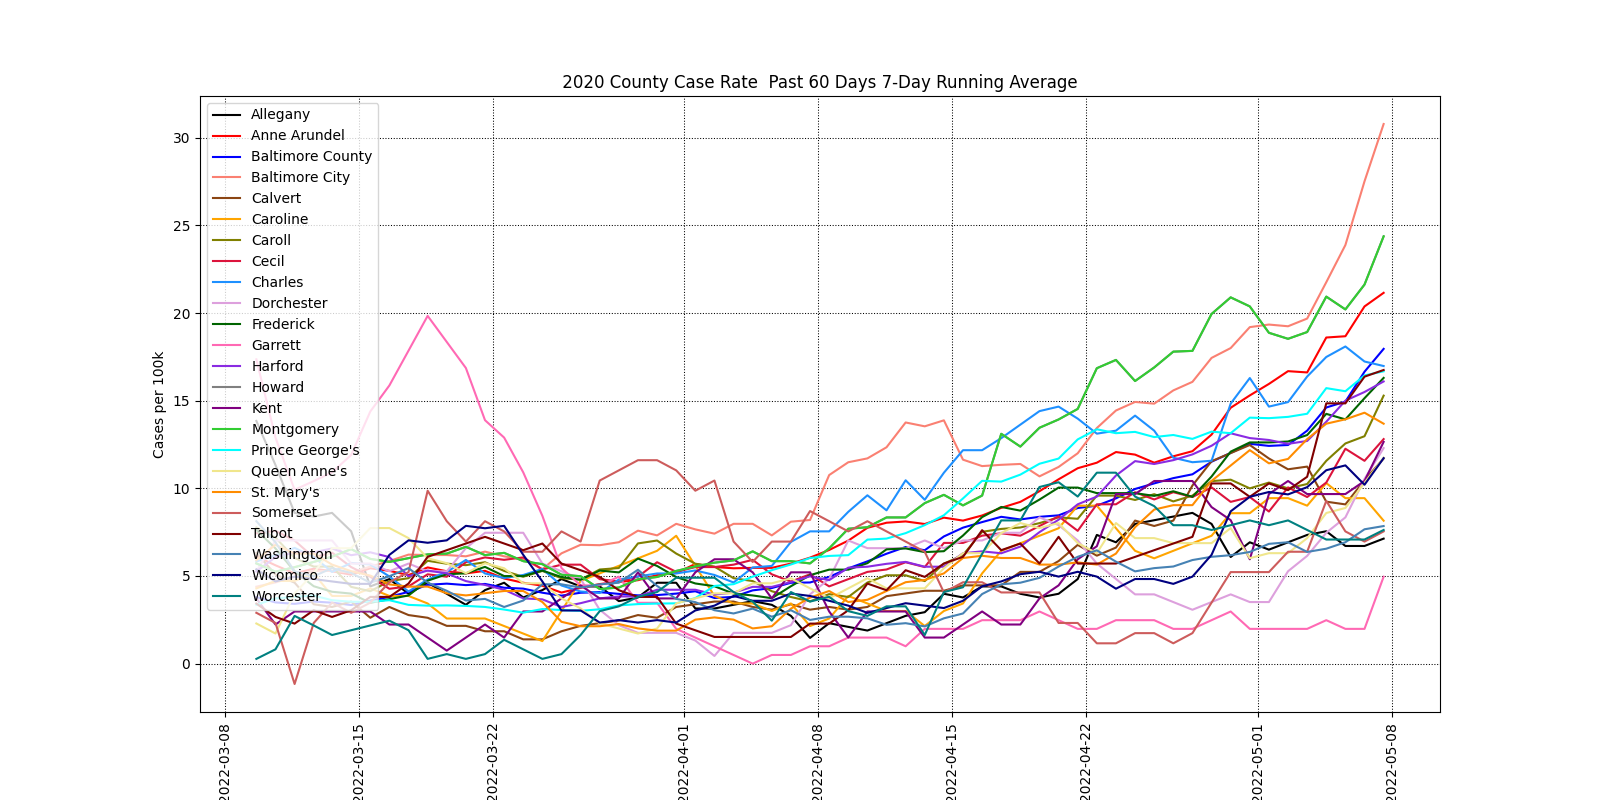 2020 County Case Rate  Past 60 Days 7-Day Running Average
Cases per 100k
30
25
20
15
10
5
0
Allegany
Anne Arundel
Baltimore County
Baltimore City
Calvert
Caroline
Caroll
Cecil
Charles
Dorchester
Frederick
Garrett
Harford
Howard
Kent
Montgomery
Prince George's
Queen Anne's
St. Mary's
Somerset
Talbot
Washington
Wicomico
Worcester
2022-03-08
2022-03-15
2022-03-22
2022-04-01
2022-04-08
2022-04-15
2022-04-22
2022-05-01
2022-05-08